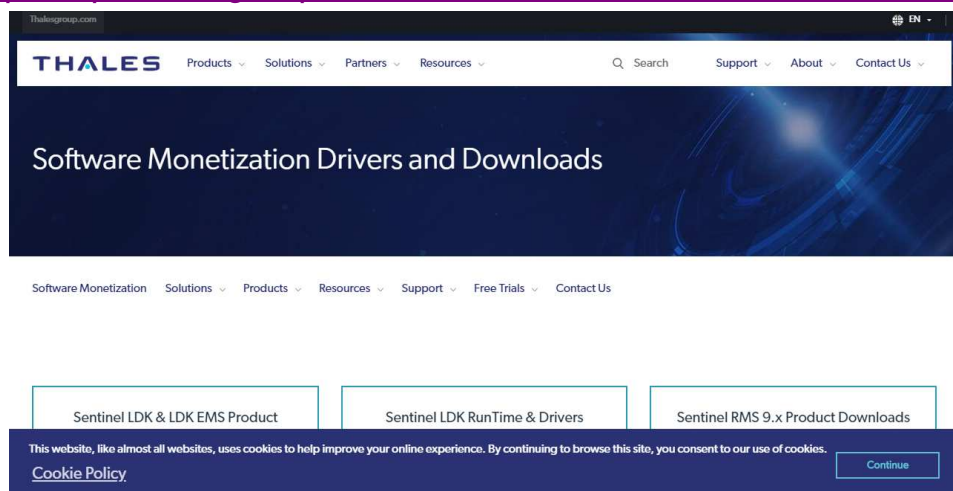 Thalesgroup.com
EN
THALES
Products
Solutions
Partners
Resources
Search
Support
About
Contact Us
Software Monetization Drivers and Downloads
Software Monetization
Solutions
Products
Resources
Support
Free Trials
Contact Us
Sentinel LDK & LDK EMS Product
Sentinel LDK RunTime & Drivers
Sentinel RMS 9.x Product Downloads
This website, like almost all websites, uses cookies to help improve your online experience. By continuing to browse this site, you consent to our use of cookies.
Cookie Policy
Continue